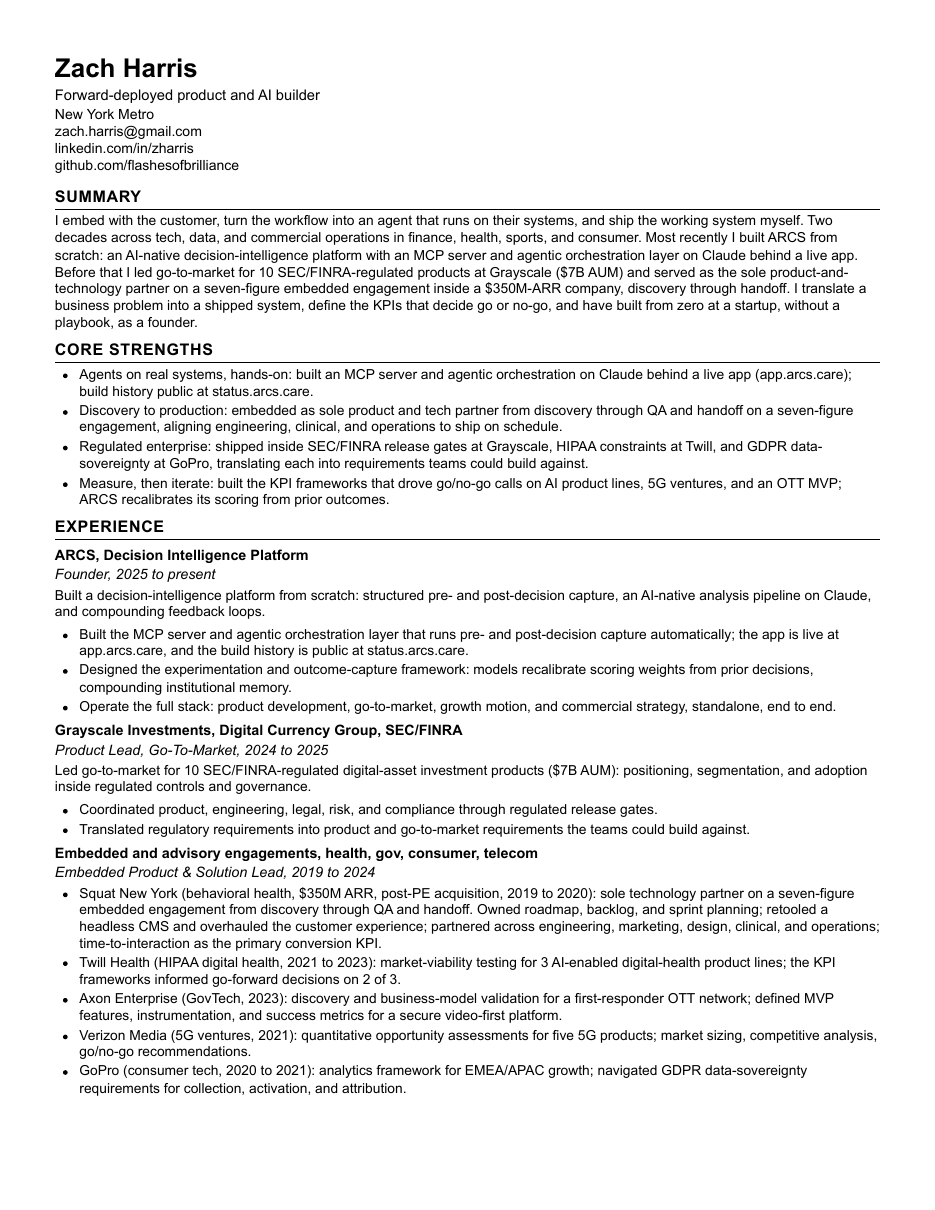 Zach Harris
Forward-deployed product and AI builder
New York Metro
zach.harris@gmail.com
linkedin.com/in/zharris
github.com/flashesofbrilliance
SUMMARY
I embed with the customer, turn the workflow into an agent that runs on their systems, and ship the working system myself. Two
decades across tech, data, and commercial operations in finance, health, sports, and consumer. Most recently I built ARCS from
scratch: an AI-native decision-intelligence platform with an MCP server and agentic orchestration layer on Claude behind a live app.
Before that I led go-to-market for 10 SEC/FINRA-regulated products at Grayscale ($7B AUM) and served as the sole product-and-
technology partner on a seven-figure embedded engagement inside a $350M-ARR company, discovery through handoff. I translate a
business problem into a shipped system, define the KPIs that decide go or no-go, and have built from zero at a startup, without a
playbook, as a founder.
CORE STRENGTHS
• Agents on real systems, hands-on: built an MCP server and agentic orchestration on Claude behind a live app (app.arcs.care);
build history public at status.arcs.care.
• Discovery to production: embedded as sole product and tech partner from discovery through QA and handoff on a seven-figure
engagement, aligning engineering, clinical, and operations to ship on schedule.
• Regulated enterprise: shipped inside SEC/FINRA release gates at Grayscale, HIPAA constraints at Twill, and GDPR data-
sovereignty at GoPro, translating each into requirements teams could build against.
• Measure, then iterate: built the KPI frameworks that drove go/no-go calls on AI product lines, 5G ventures, and an OTT MVP;
ARCS recalibrates its scoring from prior outcomes.
EXPERIENCE
ARCS, Decision Intelligence Platform
Founder, 2025 to present
Built a decision-intelligence platform from scratch: structured pre- and post-decision capture, an AI-native analysis pipeline on Claude,
and compounding feedback loops.
• Built the MCP server and agentic orchestration layer that runs pre- and post-decision capture automatically; the app is live at
app.arcs.care, and the build history is public at status.arcs.care.
• Designed the experimentation and outcome-capture framework: models recalibrate scoring weights from prior decisions,
compounding institutional memory.
• Operate the full stack: product development, go-to-market, growth motion, and commercial strategy, standalone, end to end.
Grayscale Investments, Digital Currency Group, SEC/FINRA
Product Lead, Go-To-Market, 2024 to 2025
Led go-to-market for 10 SEC/FINRA-regulated digital-asset investment products ($7B AUM): positioning, segmentation, and adoption
inside regulated controls and governance.
• Coordinated product, engineering, legal, risk, and compliance through regulated release gates.
• Translated regulatory requirements into product and go-to-market requirements the teams could build against.
Embedded and advisory engagements, health, gov, consumer, telecom
Embedded Product & Solution Lead, 2019 to 2024
• Squat New York (behavioral health, $350M ARR, post-PE acquisition, 2019 to 2020): sole technology partner on a seven-figure
embedded engagement from discovery through QA and handoff. Owned roadmap, backlog, and sprint planning; retooled a
headless CMS and overhauled the customer experience; partnered across engineering, marketing, design, clinical, and operations;
time-to-interaction as the primary conversion KPI.
• Twill Health (HIPAA digital health, 2021 to 2023): market-viability testing for 3 AI-enabled digital-health product lines; the KPI
frameworks informed go-forward decisions on 2 of 3.
• Axon Enterprise (GovTech, 2023): discovery and business-model validation for a first-responder OTT network; defined MVP
features, instrumentation, and success metrics for a secure video-first platform.
• Verizon Media (5G ventures, 2021): quantitative opportunity assessments for five 5G products; market sizing, competitive analysis,
go/no-go recommendations.
• GoPro (consumer tech, 2020 to 2021): analytics framework for EMEA/APAC growth; navigated GDPR data-sovereignty
requirements for collection, activation, and attribution.